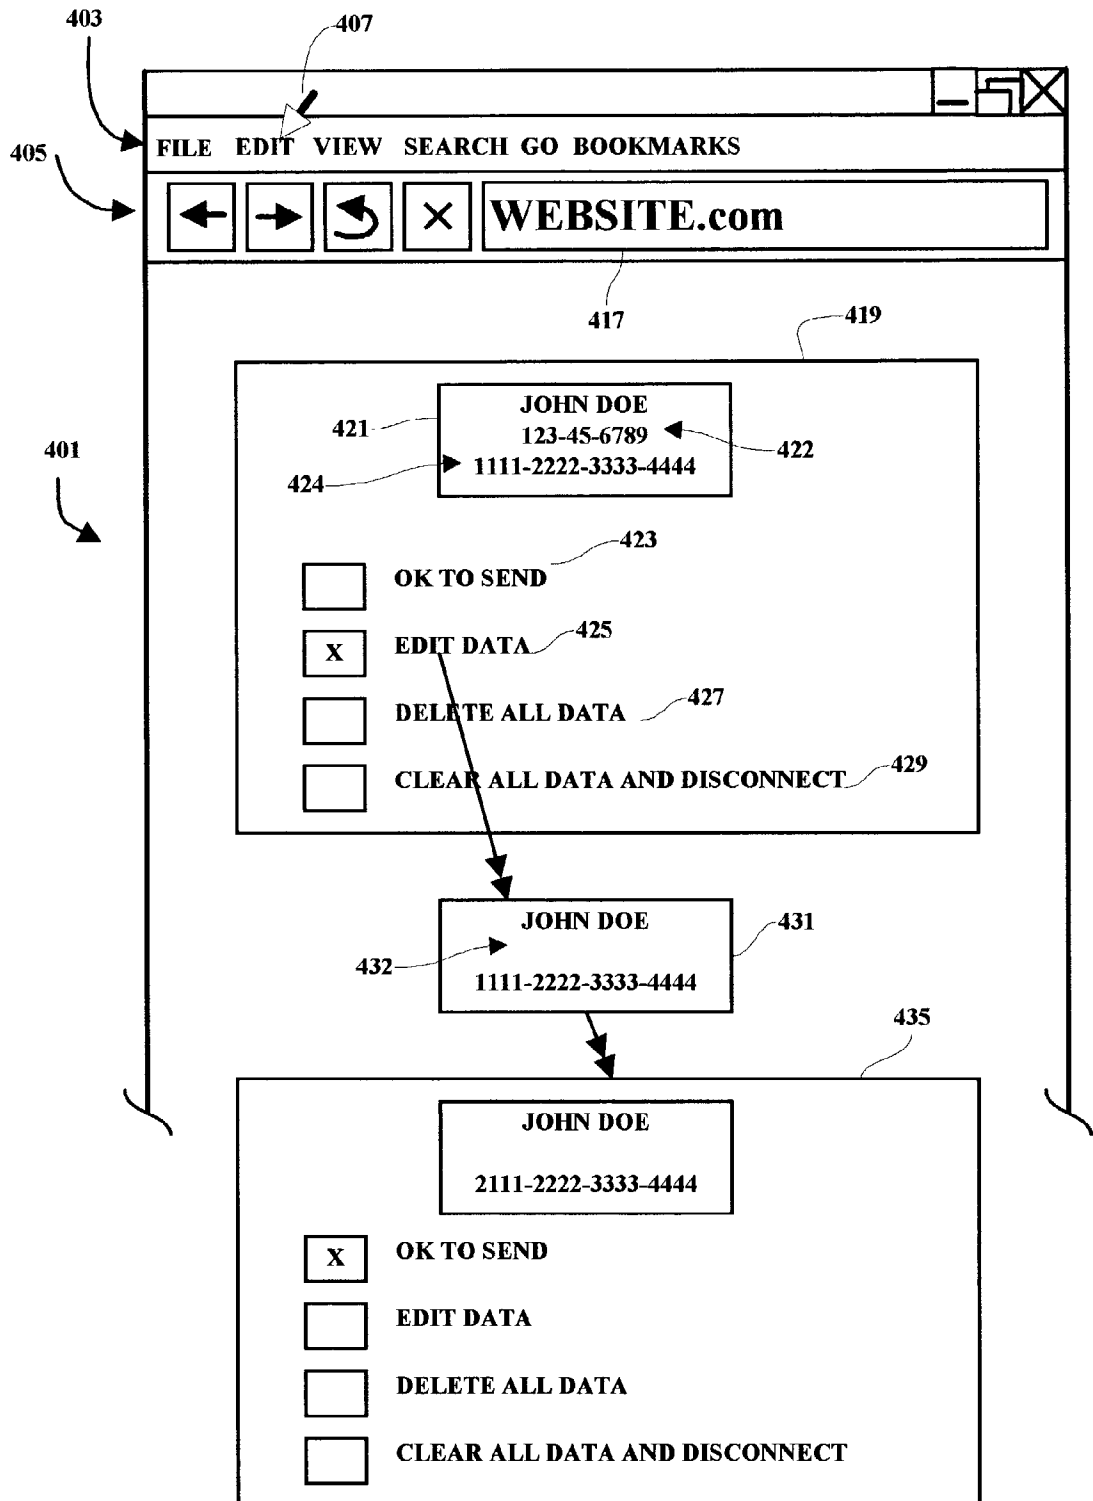 403
407
FILE EDIT VIEW SEARCH GO BOOKMARKS
405
WEBSITE.com
417
419
JOHN DOE
421
123-45-6789
422
1111-2222-3333-4444
424
401
423
OK TO SEND
X EDIT DATA
425
DELETE ALL DATA
427
CLEAR ALL DATA AND DISCONNECT
429
JOHN DOE
431
432
1111-2222-3333-4444
435
JOHN DOE
2111-2222-3333-4444
X OK TO SEND
EDIT DATA
DELETE ALL DATA
CLEAR ALL DATA AND DISCONNECT